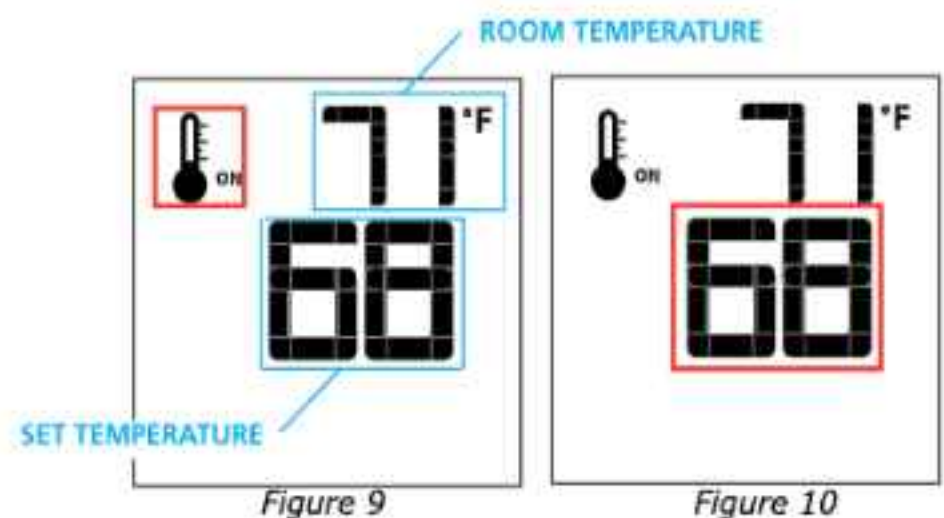 ROOM TEMPERATURE
71 °F
ON
68
SET TEMPERATURE
Figure 9
71 °F
ON
68
Figure 10